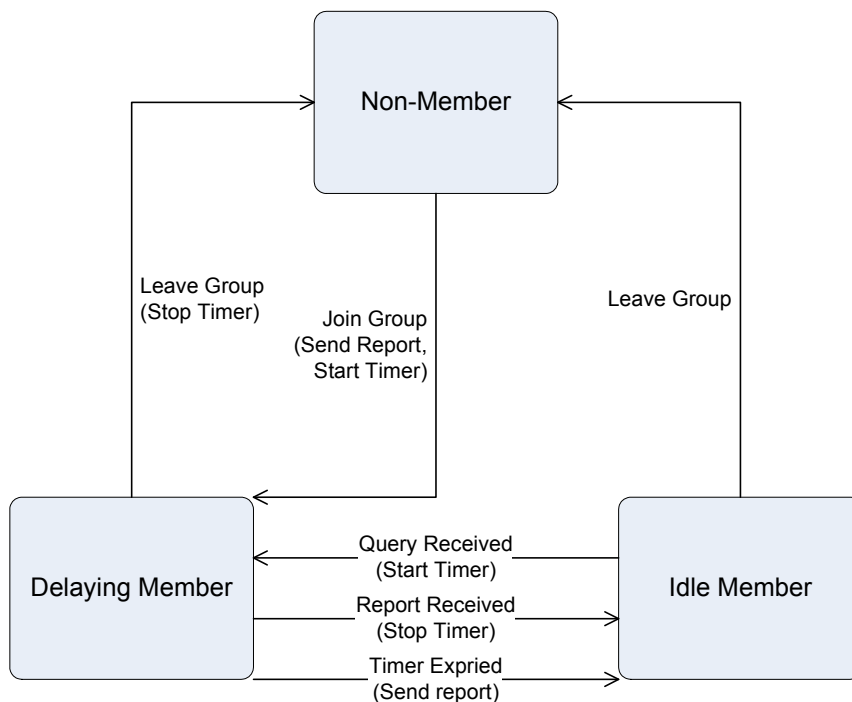 Non-Member
Leave Group
(Stop Timer)
Join Group
(Send Report,
Start Timer)
Leave Group
Delaying Member
Query Received
(Start Timer)
Report Received
(Stop Timer)
Timer Expried
(Send report)
Idle Member